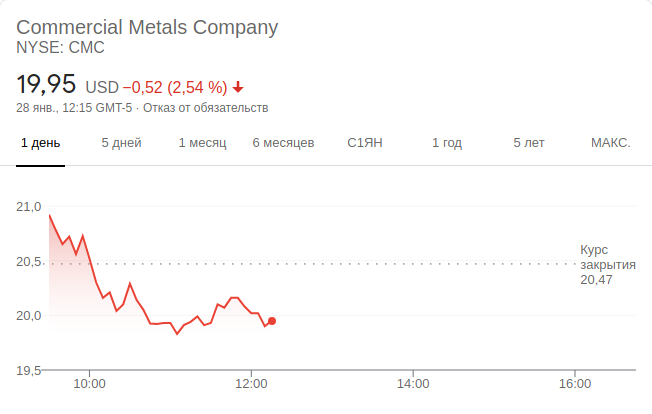 Commercial Metals Company
NYSE: CMC
19,95 USD −0,52 (2,54 %)
28 янв., 12:15 GMT-5 · Отказ от обязательств
1 день 5 дней 1 месяц 6 месяцев С1ЯН 1 год 5 лет МАКС.
21,0
Курс
20,5 закрытия
20,47
20,0
19,5
10:00 12:00 14:00 16:00